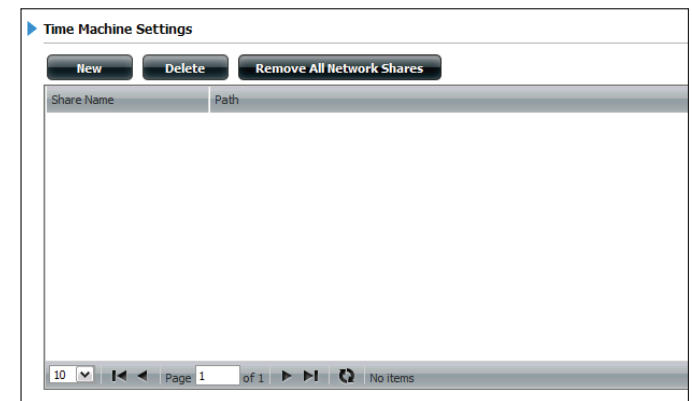 Time Machine Settings
New Delete Remove All Network Shares
Share Name Path
10 Page 1 of 1 No items